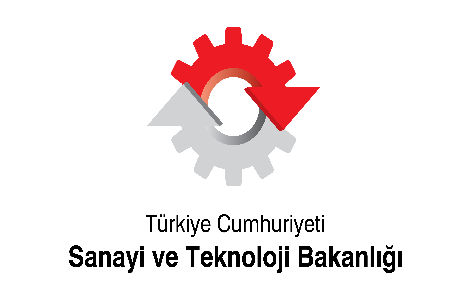 Türkiye Cumhuriyeti
Sanayi ve Teknoloji Bakanlığı